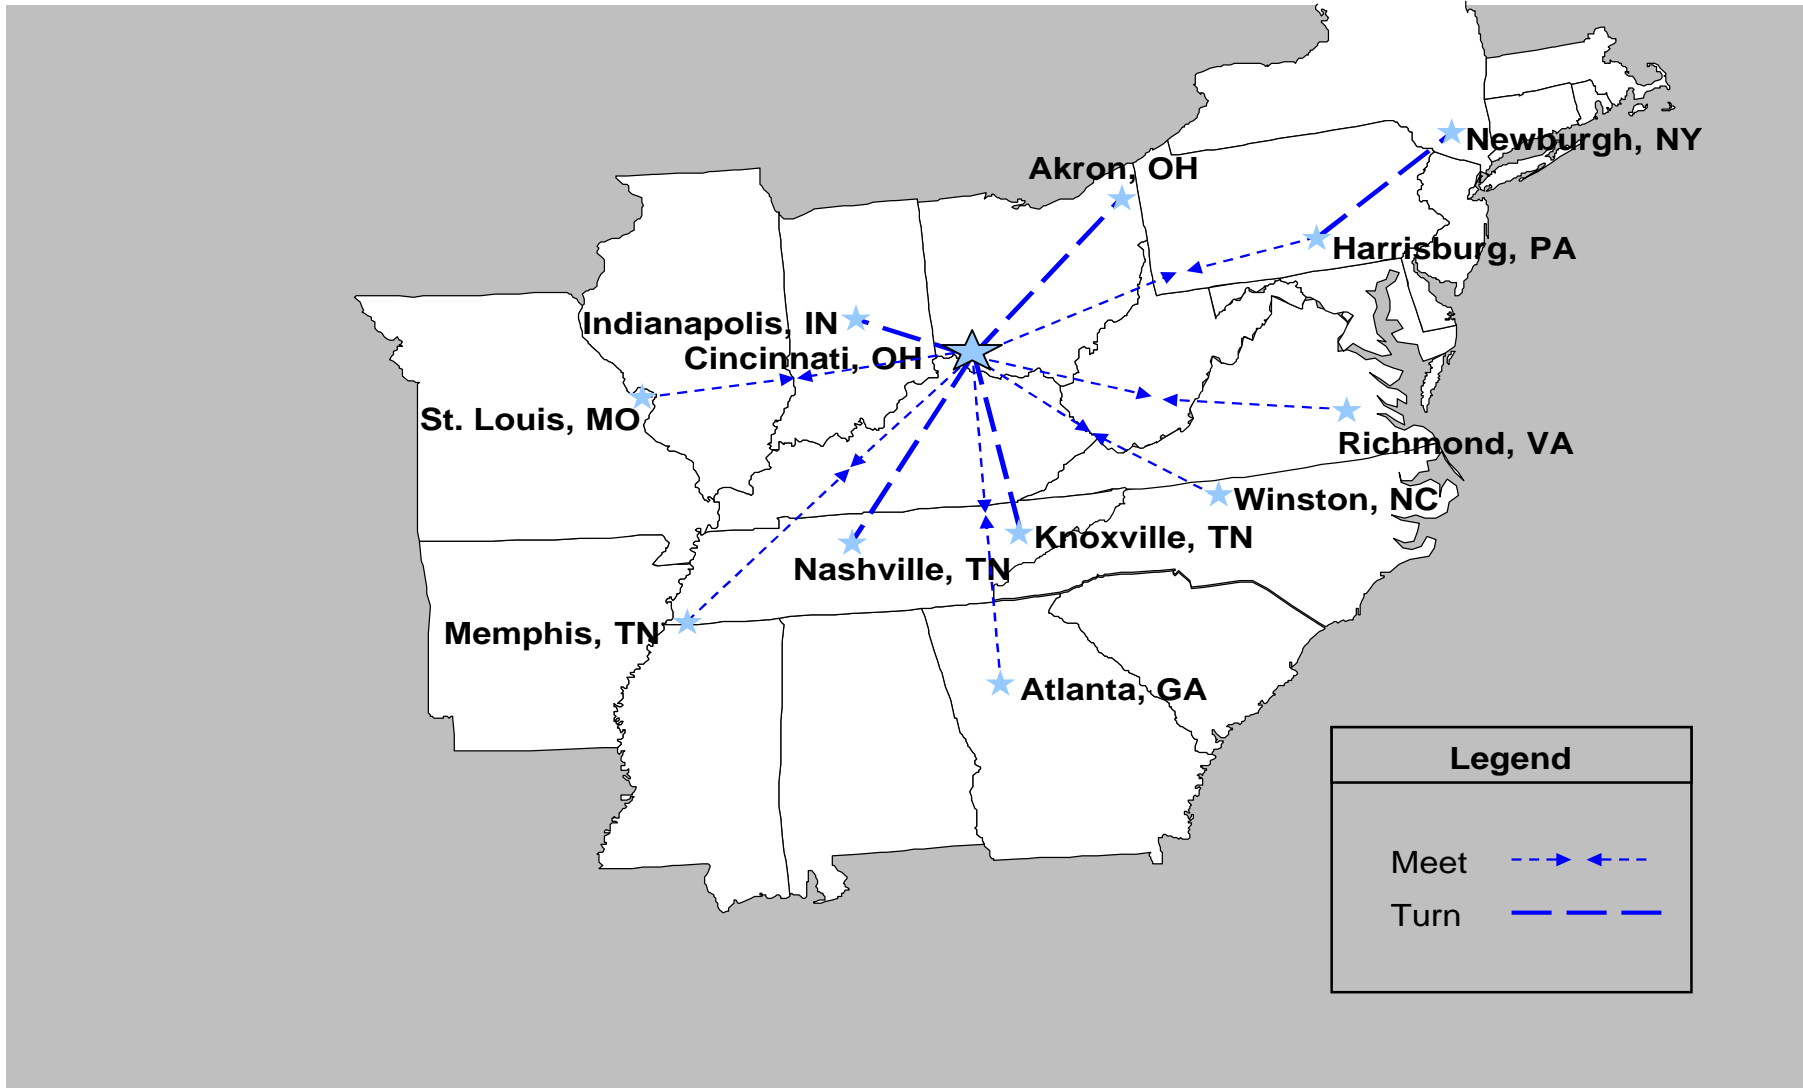 Newburgh, NY
Akron, OH
Harrisburg, PA
Indianapolis, IN
Cincinnati, OH
St. Louis, MO
Richmond, VA
Winston, NC
Knoxville, TN
Nashville, TN
Memphis, TN
Atlanta, GA
Legend
Meet
Turn